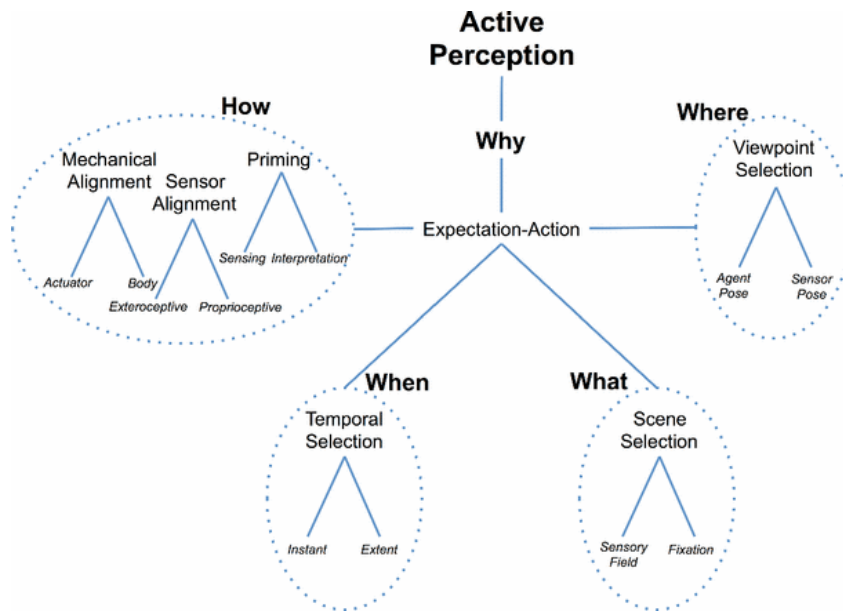 Active
Perception
How
Where
Why
Mechanical
Alignment
Sensor
Alignment
Priming
Viewpoint
Selection
Expectation-Action
Sensing
Interpretation
Actuator
Body
Exteroceptive
Proprioceptive
Agent
Pose
Sensor
Pose
When
What
Temporal
Selection
Scene
Selection
Instant
Extent
Sensory
Field
Fixation